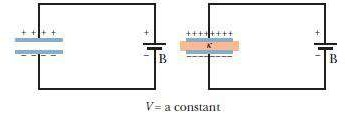 + + + +
+
− − − −
−
B
++++++++
κ
+
−−−−−−−−
−
B
V = a constant